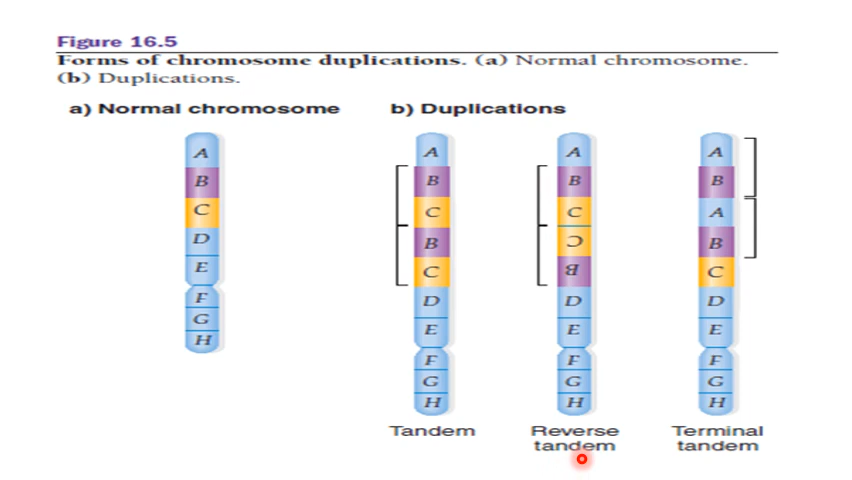 Figure 16.5
Forms of chromosome duplications. (a) Normal chromosome.
(b) Duplications.
a) Normal chromosome
A
B
C
D
E
F
G
H
b) Duplications
A
B
C
B
C
D
E
F
G
H
Tandem
A
B
C
C
B
D
E
F
G
H
Reverse
tandem
A
B
A
B
C
D
E
F
G
H
Terminal
tandem